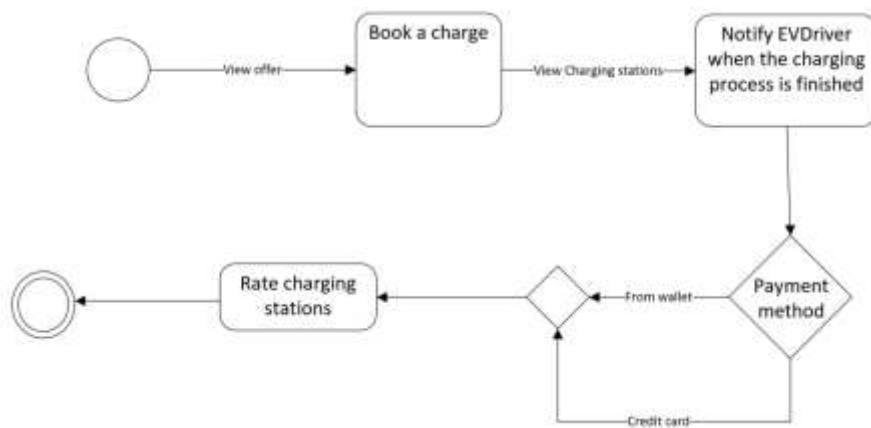 Book a charge
Notify EVDriver
when the charging
process is finished
View offer
View Charging stations
Rate charging
stations
From wallet
Payment
method
Credit card